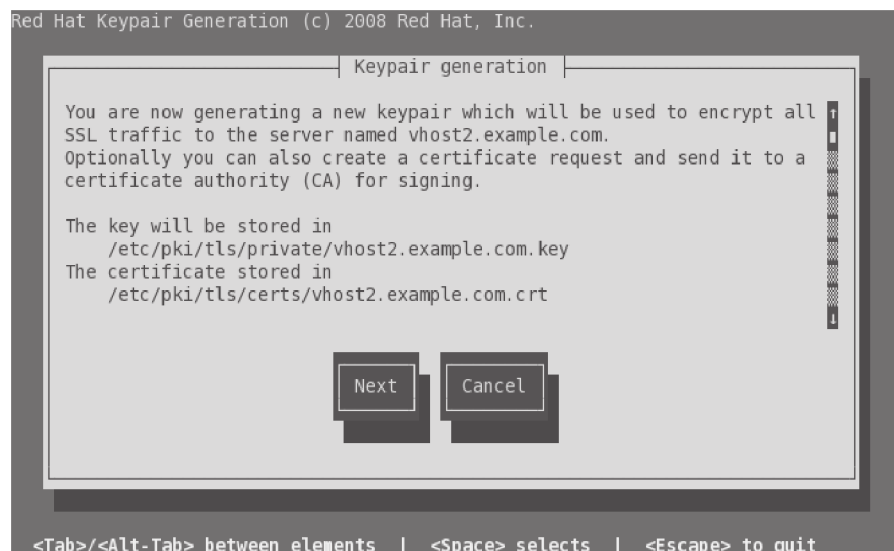 Red Hat Keypair Generation (c) 2008 Red Hat, Inc.
Keypair generation
You are now generating a new keypair which will be used to encrypt all
SSL traffic to the server named vhost2.example.com.
Optionally you can also create a certificate request and send it to a
certificate authority (CA) for signing.
The key will be stored in
/etc/pki/tls/private/vhost2.example.com.key
The certificate stored in
/etc/pki/tls/certs/vhost2.example.com.crt
Next Cancel
<Tab>/<Alt-Tab> between elements | <Space> selects | <Escape> to quit